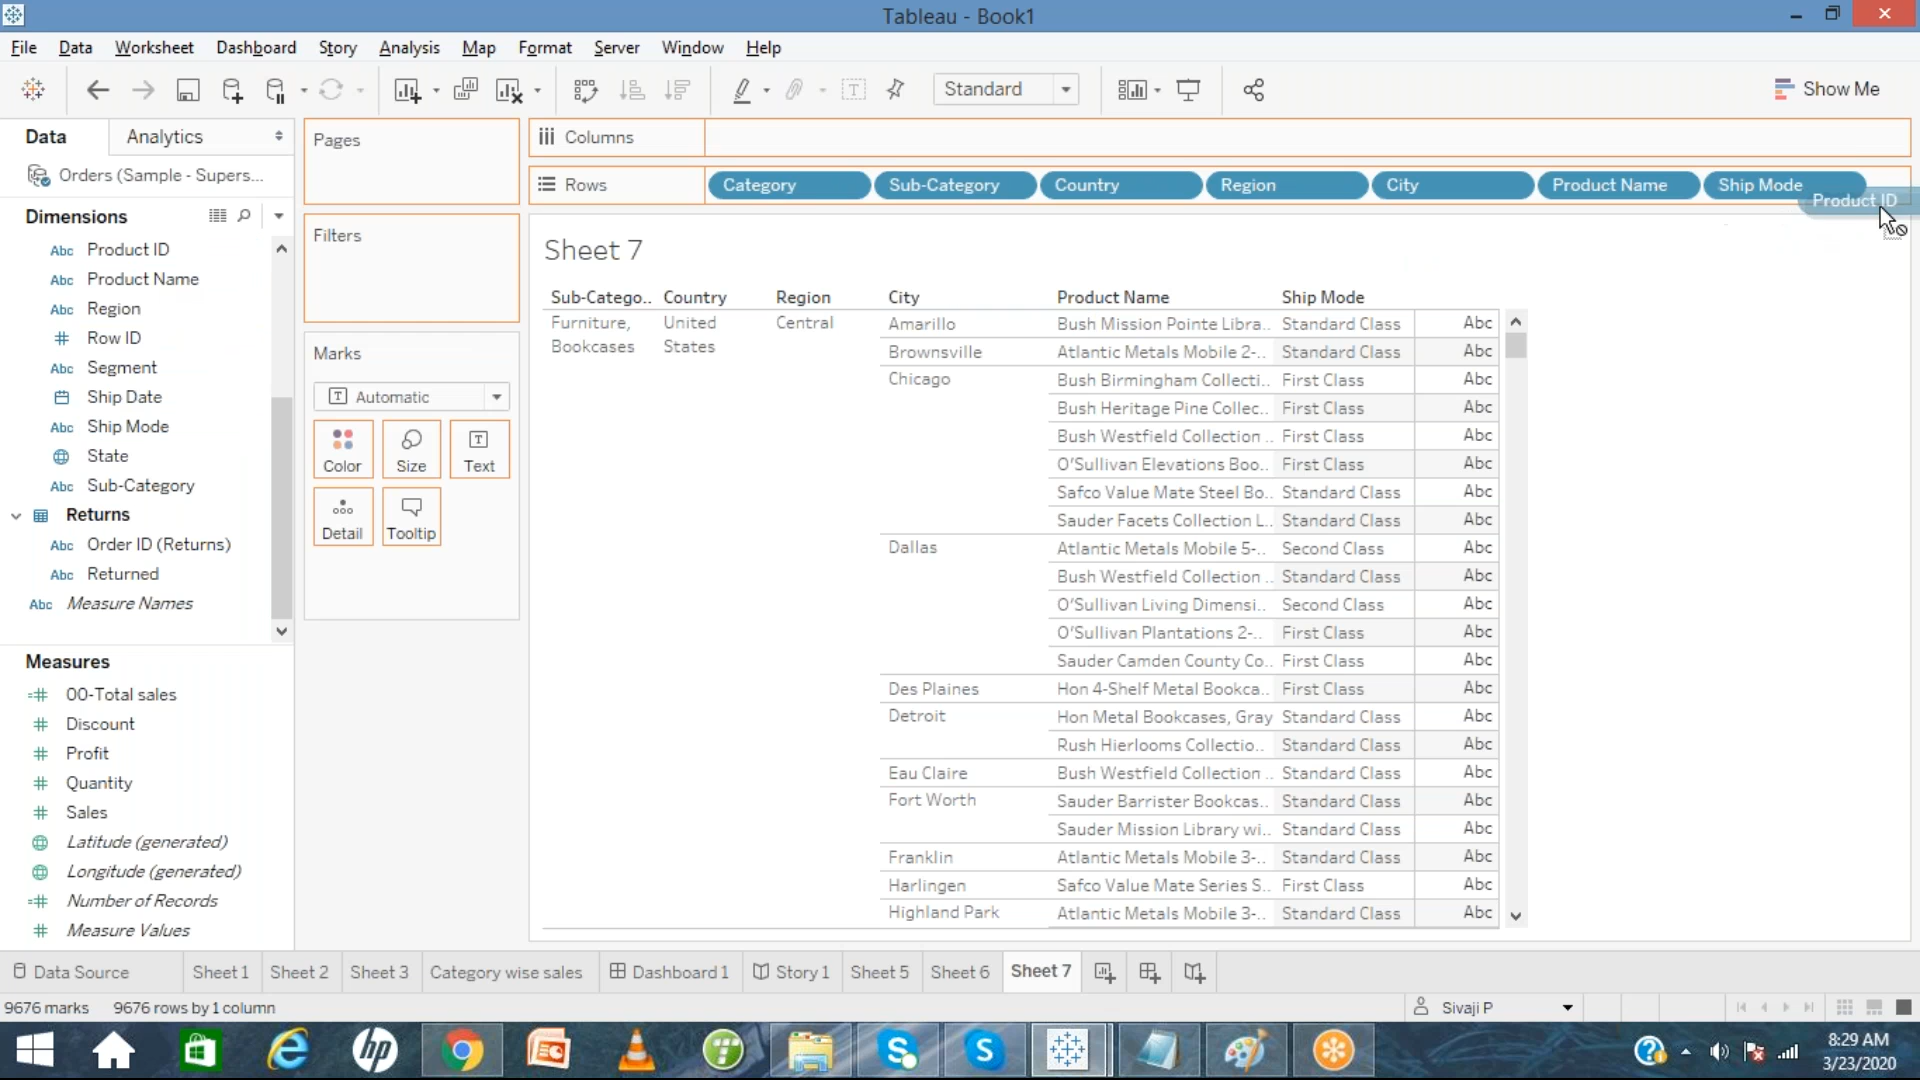 Tableau - Book1
File Data Worksheet Dashboard Story Analysis Map Format Server Window Help
Standard
Show Me
Data Analytics
Pages
Columns
Orders (Sample - Supers...
Rows
Category Sub-Category Country Region City Product Name Ship Mode
Product ID
Dimensions
Filters
Product ID
Product Name
Region
Row ID
Segment
Ship Date
Ship Mode
State
Sub-Category
Returns
Order ID (Returns)
Returned
Measure Names
Abc
Abc
Abc
#
Abc
Abc
Abc
Abc
Abc
Abc
Measures
00-Total sales
Discount
Profit
Quantity
Sales
Latitude (generated)
Longitude (generated)
Number of Records
Measure Values
Marks
Automatic
Color Size Text
Detail Tooltip
Sheet 7
Sub-Catego.. Country Region City Product Name Ship Mode
Furniture, United Central Amarillo Bush Mission Pointe Libra.. Standard Class Abc
Bookcases States Brownsville Atlantic Metals Mobile 2-.. Standard Class Abc
Chicago Bush Birmingham Collecti.. First Class Abc
Bush Heritage Pine Collec.. First Class Abc
Bush Westfield Collection .. First Class Abc
O'Sullivan Elevations Boo.. First Class Abc
Safco Value Mate Steel Bo.. Standard Class Abc
Sauder Facets Collection L.. Standard Class Abc
Dallas Atlantic Metals Mobile 5-.. Second Class Abc
Bush Westfield Collection .. Standard Class Abc
O'Sullivan Living Dimensi.. Second Class Abc
O'Sullivan Plantations 2-.. First Class Abc
Sauder Camden County Co.. First Class Abc
Des Plaines Hon 4-Shelf Metal Bookca.. First Class Abc
Detroit Hon Metal Bookcases, Gray Standard Class Abc
Rush Hierlooms Collectio.. Standard Class Abc
Eau Claire Bush Westfield Collection .. Standard Class Abc
Fort Worth Sauder Barrister Bookcas.. Standard Class Abc
Sauder Mission Library wi.. Standard Class Abc
Franklin Atlantic Metals Mobile 3-.. Standard Class Abc
Harlingen Safco Value Mate Series S.. First Class Abc
Highland Park Atlantic Metals Mobile 3-.. Standard Class Abc
Data Source Sheet 1 Sheet 2 Sheet 3 Category wise sales Dashboard 1 Story 1 Sheet 5 Sheet 6 Sheet 7
9676 marks 9676 rows by 1 column
Sivaji P
8:29 AM
3/23/2020